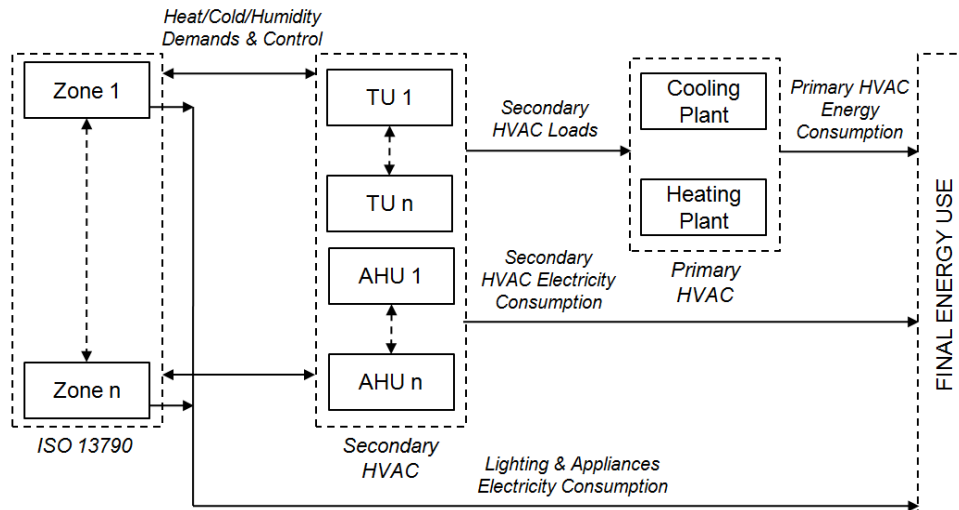 Heat/Cold/Humidity
Demands & Control
Zone 1
Zone n
ISO 13790
TU 1
TU n
AHU 1
AHU n
Secondary
HVAC
Secondary
HVAC Loads
Cooling
Plant
Heating
Plant
Primary
HVAC
Primary HVAC
Energy
Consumption
Secondary
HVAC Electricity
Consumption
Lighting & Appliances
Electricity Consumption
FINAL ENERGY USE